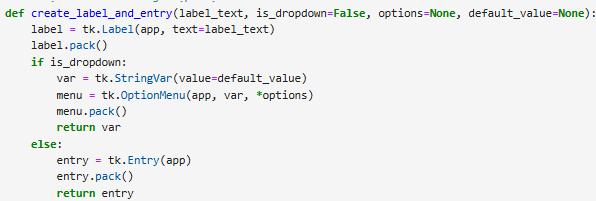 def create_label_and_entry(label_text, is_dropdown=False, options=None, default_value=None):
    label = tk.Label(app, text=label_text)
    label.pack()
    if is_dropdown:
        var = tk.StringVar(value=default_value)
        menu = tk.OptionMenu(app, var, *options)
        menu.pack()
        return var
    else:
        entry = tk.Entry(app)
        entry.pack()
        return entry